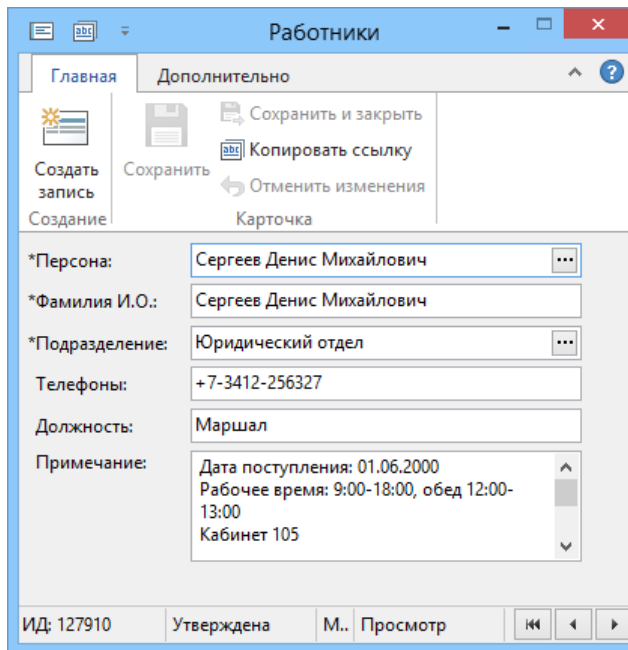 Работники
Главная Дополнительно
Создать запись
Сохранить
Сохранить и закрыть
Копировать ссылку
Отменить изменения
Создание
Карточка
*Персона: Сергеев Денис Михайлович
*Фамилия И.О.: Сергеев Денис Михайлович
*Подразделение: Юридический отдел
Телефоны: +7-3412-256327
Должность: Маршал
Примечание: Дата поступления: 01.06.2000
Рабочее время: 9:00-18:00, обед 12:00-
13:00
Кабинет 105
ИД: 127910 Утверждена М.. Просмотр